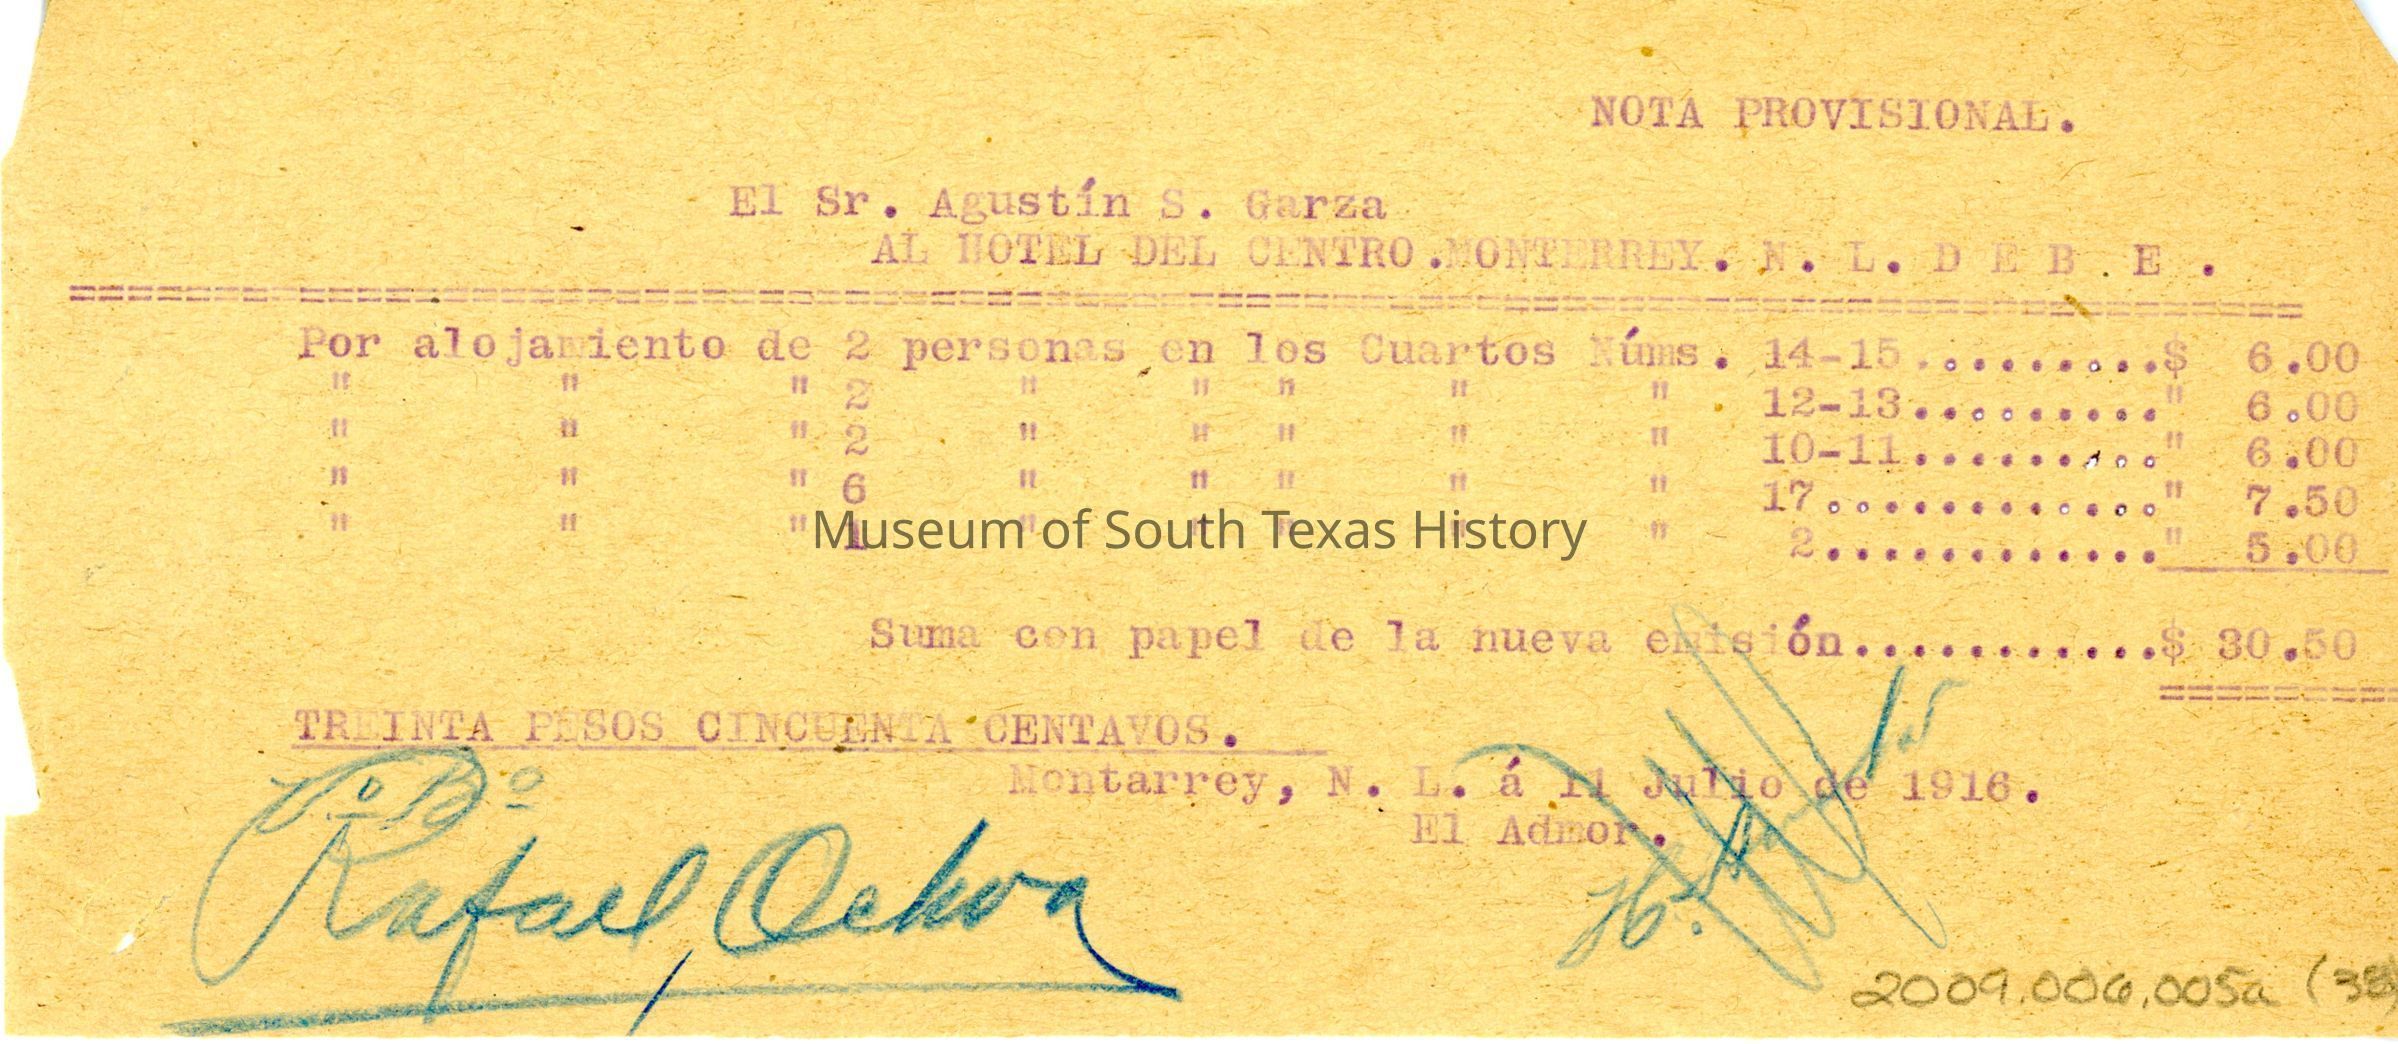 NOTA PROVISIONAL.
El Sr. Agustín S. Garza
AL HOTEL DEL CENTRO.MONTERREY. N. L. D E B . E .
==============================
Por alojamiento de 2 personas en los Cuartos Núms. 14-15.........$ 6.00
" " " 2 " " " " " 12-13........." 6.00
" " " 2 " " " " " 10-11........." 6.00
" " " 6 " " " " " 17............" 7.50
" " " 1 " " " " " 2............" 5.00
Museum of South Texas History
Suma con papel de la nueva emisión...........$ 30.50
TREINTA PESOS CINCUENTA CENTAVOS.
Montarrey, N. L. á 11 Julio de 1916.
El Admor.
Vo Bo
Rafael Ochoa
H.
2009.006.005a (38)